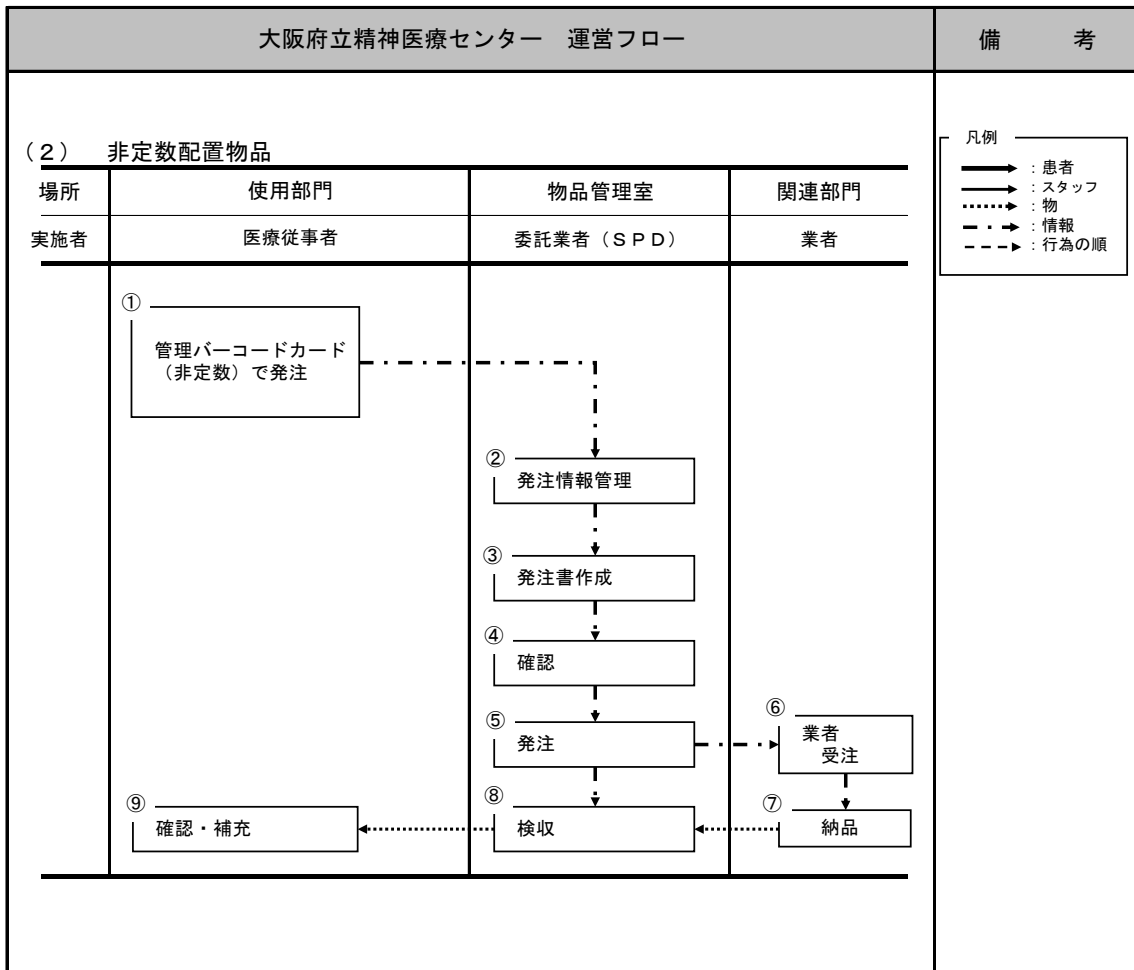 大阪府立精神医療センター　運営フロー
備　　考
（２）　非定数配置物品
凡例
：患者
：スタッフ
：物
：情報
：行為の順
場所
使用部門
物品管理室
関連部門
実施者
医療従事者
委託業者（ＳＰＤ）
業者
①
管理バーコードカード
（非定数）で発注
②
発注情報管理
③
発注書作成
④
確認
⑤
発注
⑥
業者
受注
⑦
納品
⑧
検収
⑨
確認・補充